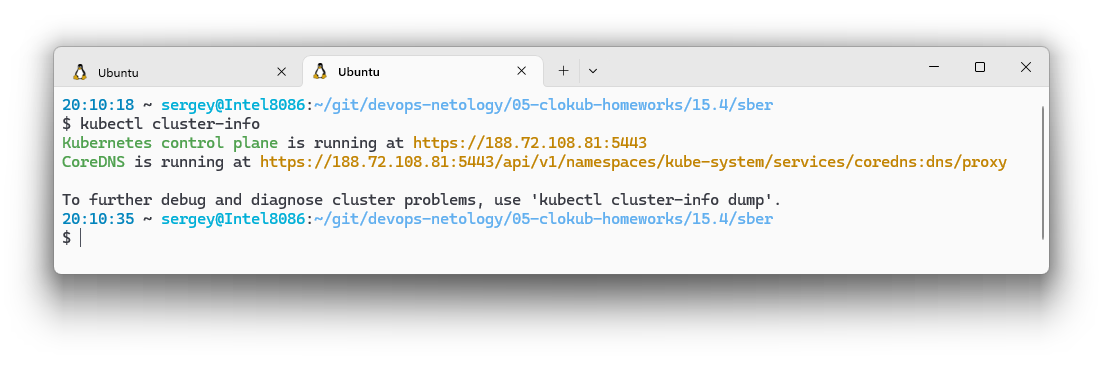 Ubuntu
Ubuntu
20:10:18 ~ sergey@Intel8086:~/git/devops-netology/05-clokub-homeworks/15.4/sber
$ kubectl cluster-info
Kubernetes control plane is running at https://188.72.108.81:5443
CoreDNS is running at https://188.72.108.81:5443/api/v1/namespaces/kube-system/services/coredns:dns/proxy
To further debug and diagnose cluster problems, use 'kubectl cluster-info dump'.
20:10:35 ~ sergey@Intel8086:~/git/devops-netology/05-clokub-homeworks/15.4/sber
$